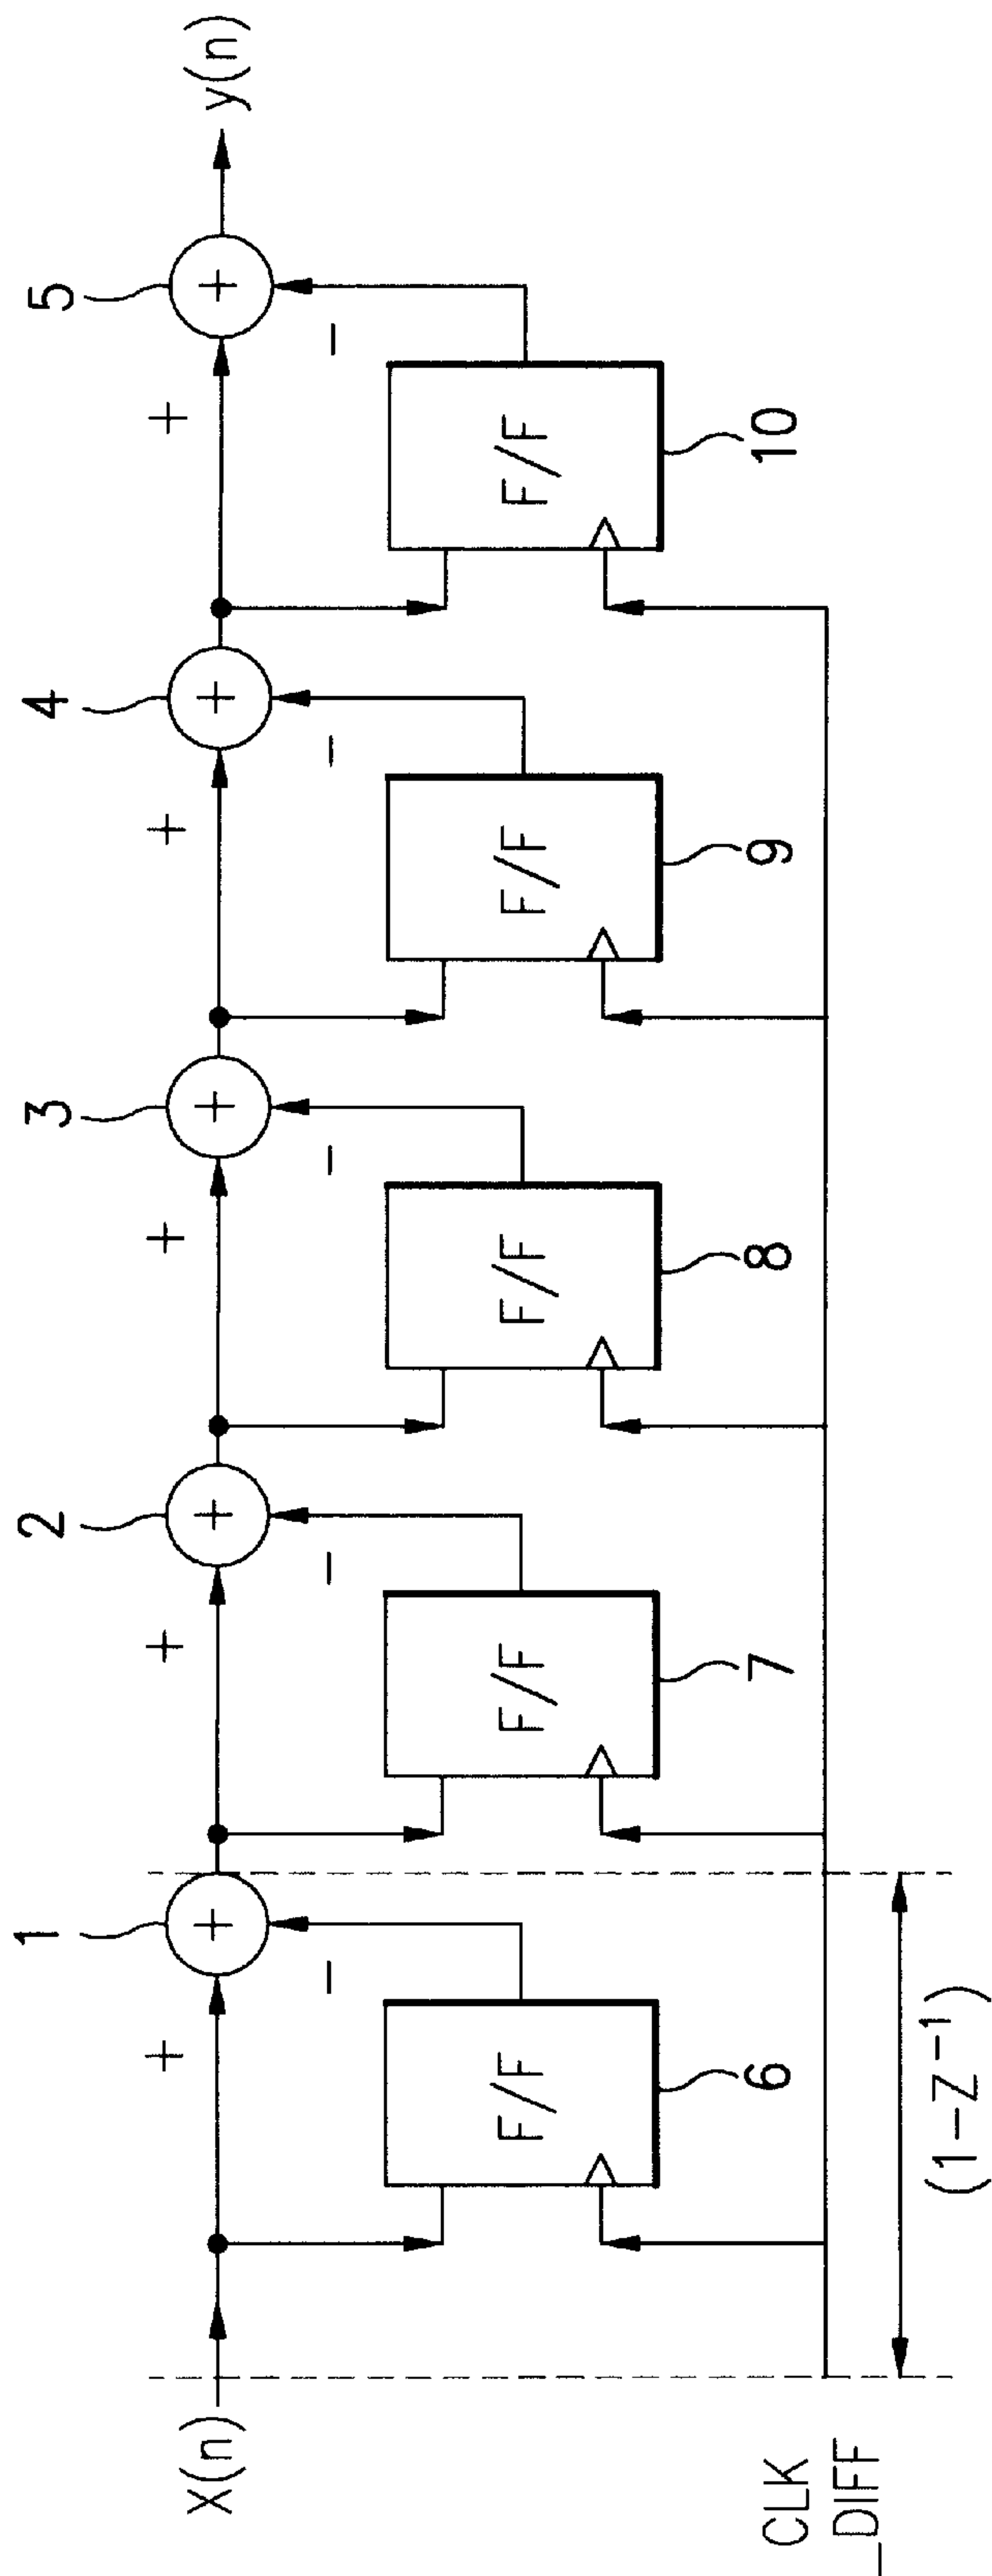 1
2
3
4
5
X(n)
+
+
+
+
+
+
+
+
+
+
y(n)
−
−
−
−
−
F/F
F/F
F/F
F/F
F/F
6
7
8
9
10
CLK
_DIFF
(1−Z⁻¹)